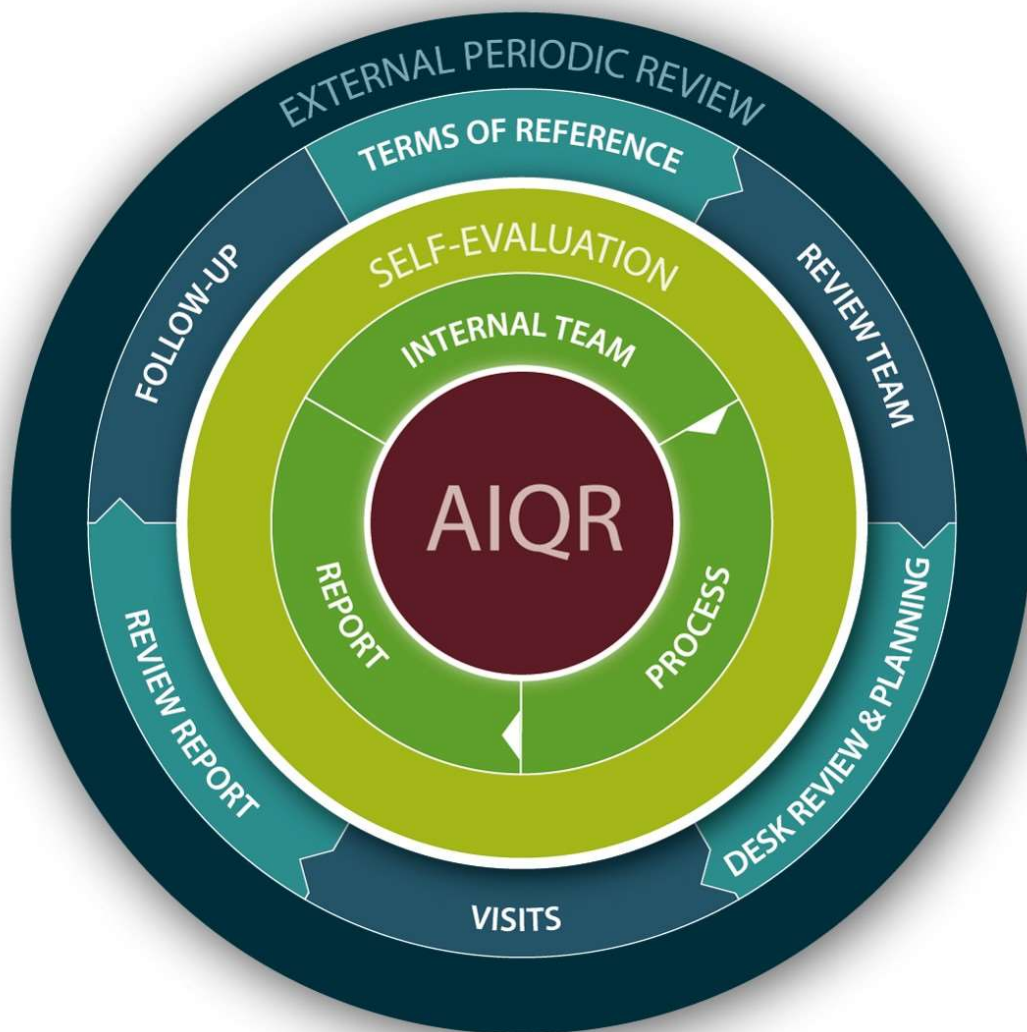 EXTERNAL PERIODIC REVIEW
TERMS OF REFERENCE
REVIEW TEAM
DESK REVIEW & PLANNING
VISITS
REVIEW REPORT
FOLLOW-UP
SELF-EVALUATION
INTERNAL TEAM
PROCESS
REPORT
AIQR